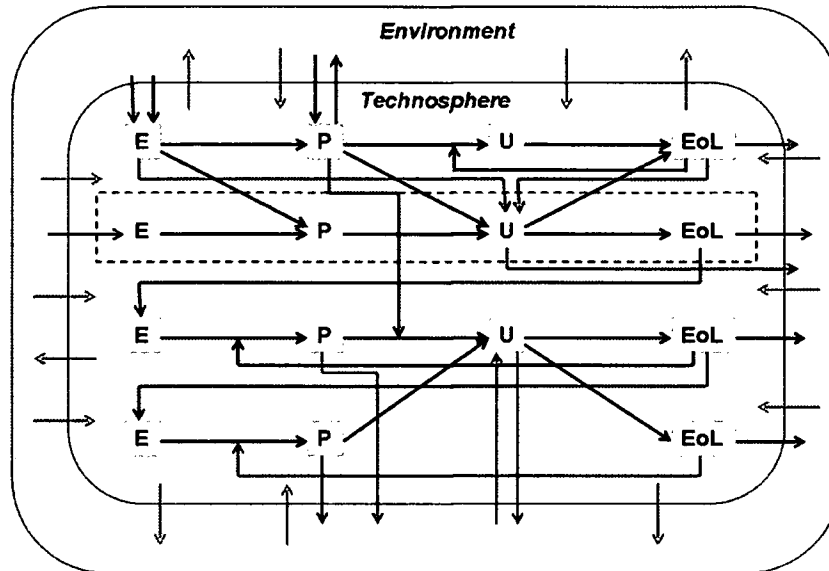 Environment
Technosphere
E P U EoL
E P U EoL
E P U EoL
E P EoL